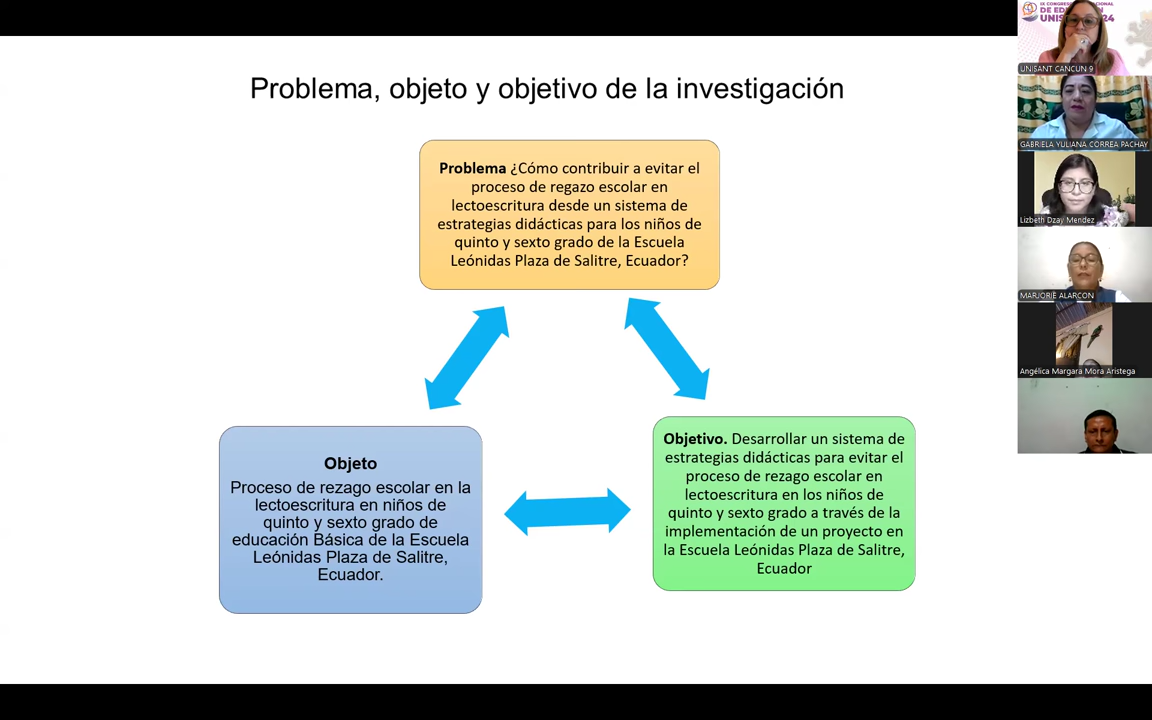 Problema, objeto y objetivo de la investigación
Problema ¿Cómo contribuir a evitar el
proceso de regazo escolar en
lectoescritura desde un sistema de
estrategias didácticas para los niños de
quinto y sexto grado de la Escuela
Leónidas Plaza de Salitre, Ecuador?
Objeto
Proceso de rezago escolar en la
lectoescritura en niños de
quinto y sexto grado de
educación Básica de la Escuela
Leónidas Plaza de Salitre,
Ecuador.
Objetivo. Desarrollar un sistema de
estrategias didácticas para evitar el
proceso de rezago escolar en
lectoescritura en los niños de
quinto y sexto grado a través de la
implementación de un proyecto en
la Escuela Leónidas Plaza de Salitre,
Ecuador
IX CONGRESO
UNISANT CANCUN 9
GABRIELA YULIANA CORREA PACHAY
Lizbeth Dzay Mendez
MARJORIE ALARCON
Angélica Margara Mora Aristega